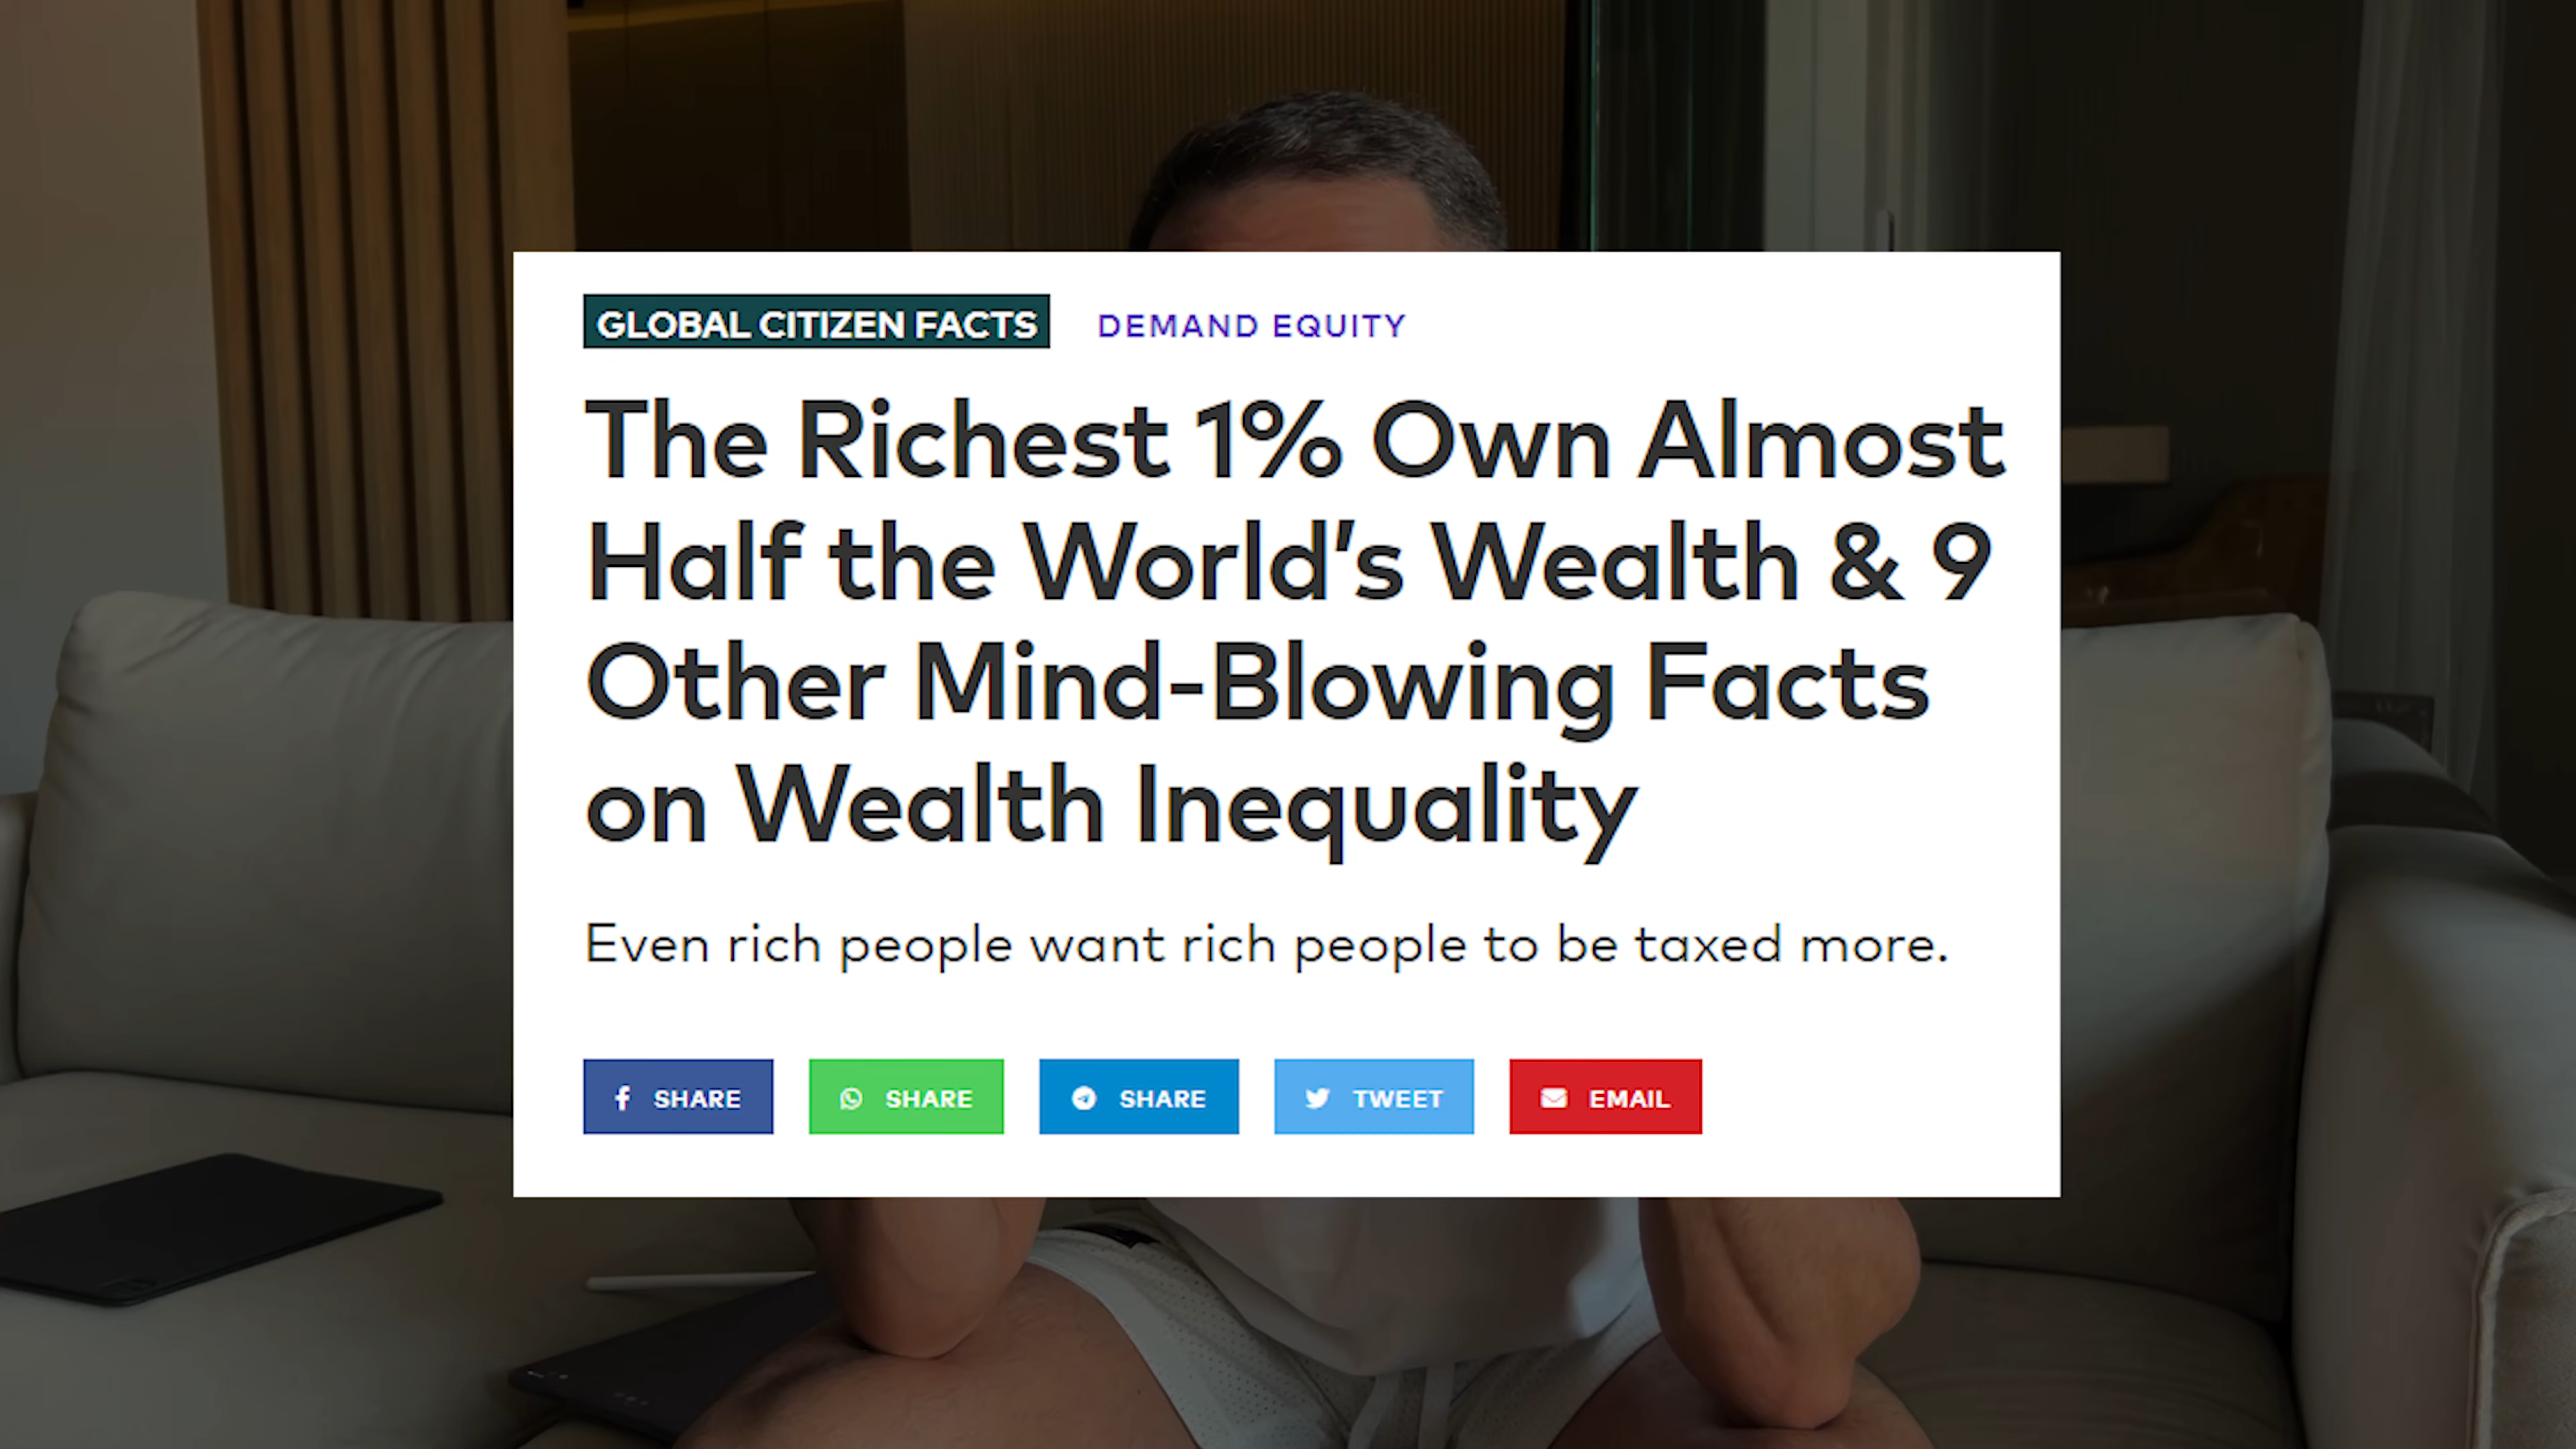 GLOBAL CITIZEN FACTS DEMAND EQUITY
The Richest 1% Own Almost
Half the World's Wealth & 9
Other Mind-Blowing Facts
on Wealth Inequality
Even rich people want rich people to be taxed more.
SHARE SHARE SHARE TWEET EMAIL